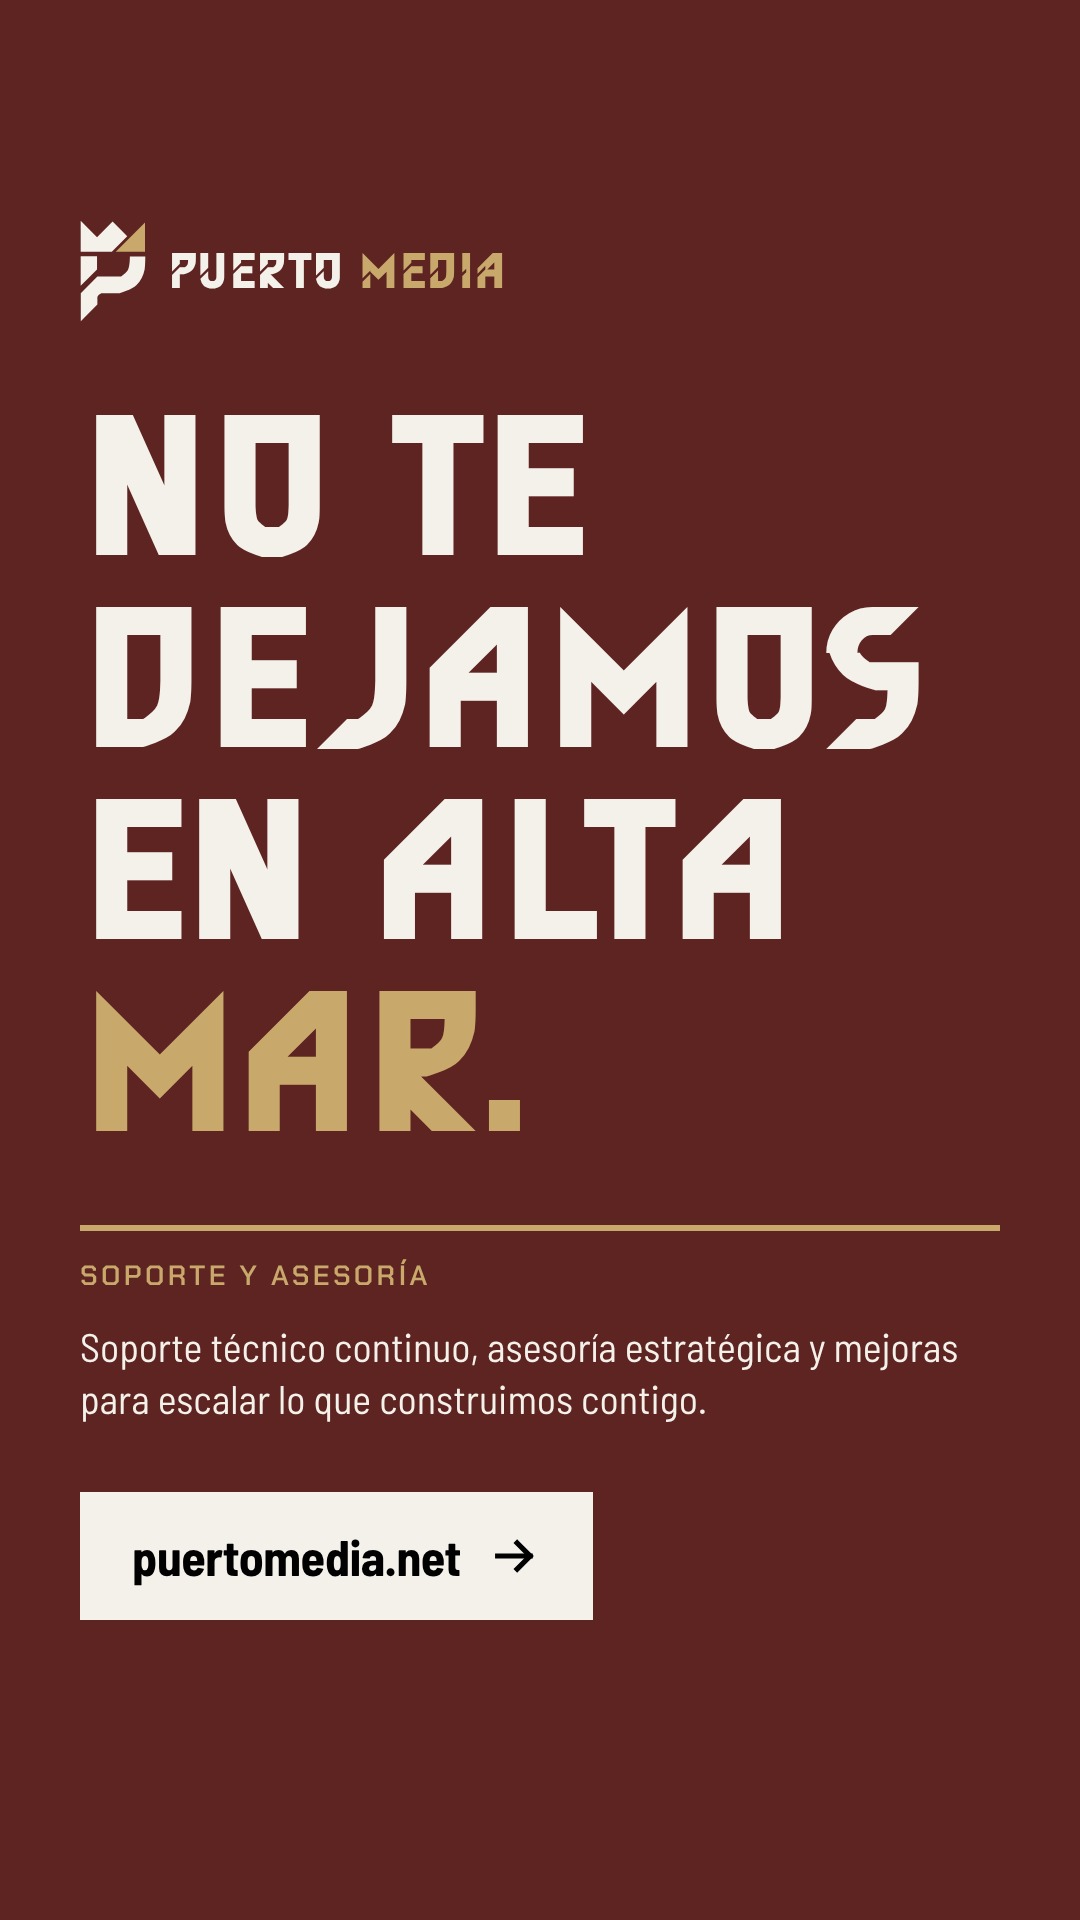 PUERTO MEDIA
NO TE
DEJAMOS
EN ALTA
MAR.
SOPORTE Y ASESORÍA
Soporte técnico continuo, asesoría estratégica y mejoras
para escalar lo que construimos contigo.
puertomedia.net →